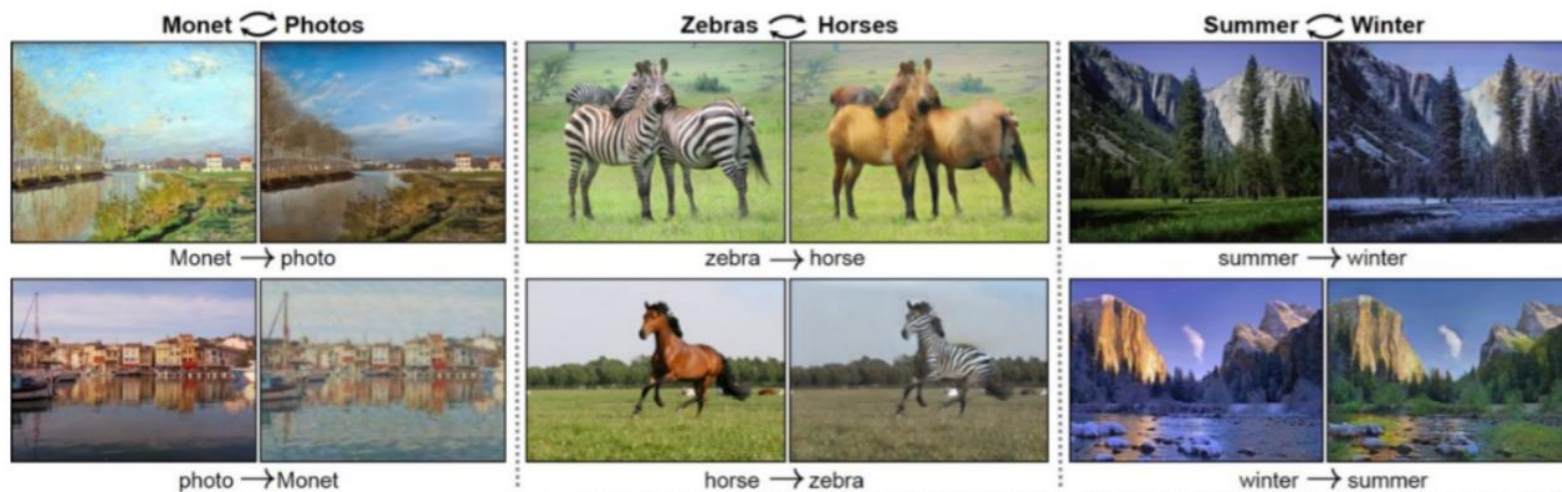 Monet ⇄ Photos
Zebras ⇄ Horses
Summer ⇄ Winter
Monet → photo
zebra → horse
summer → winter
photo → Monet
horse → zebra
winter → summer